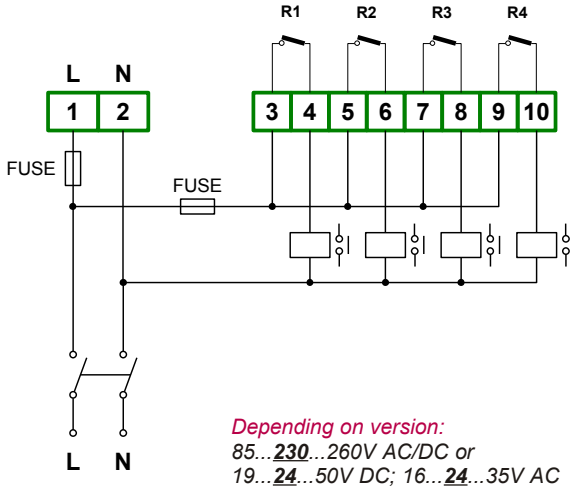 R1 R2 R3 R4
L N
1 2 3 4 5 6 7 8 9 10
FUSE
FUSE
L N
Depending on version:
85...230...260V AC/DC or
19...24...50V DC; 16...24...35V AC